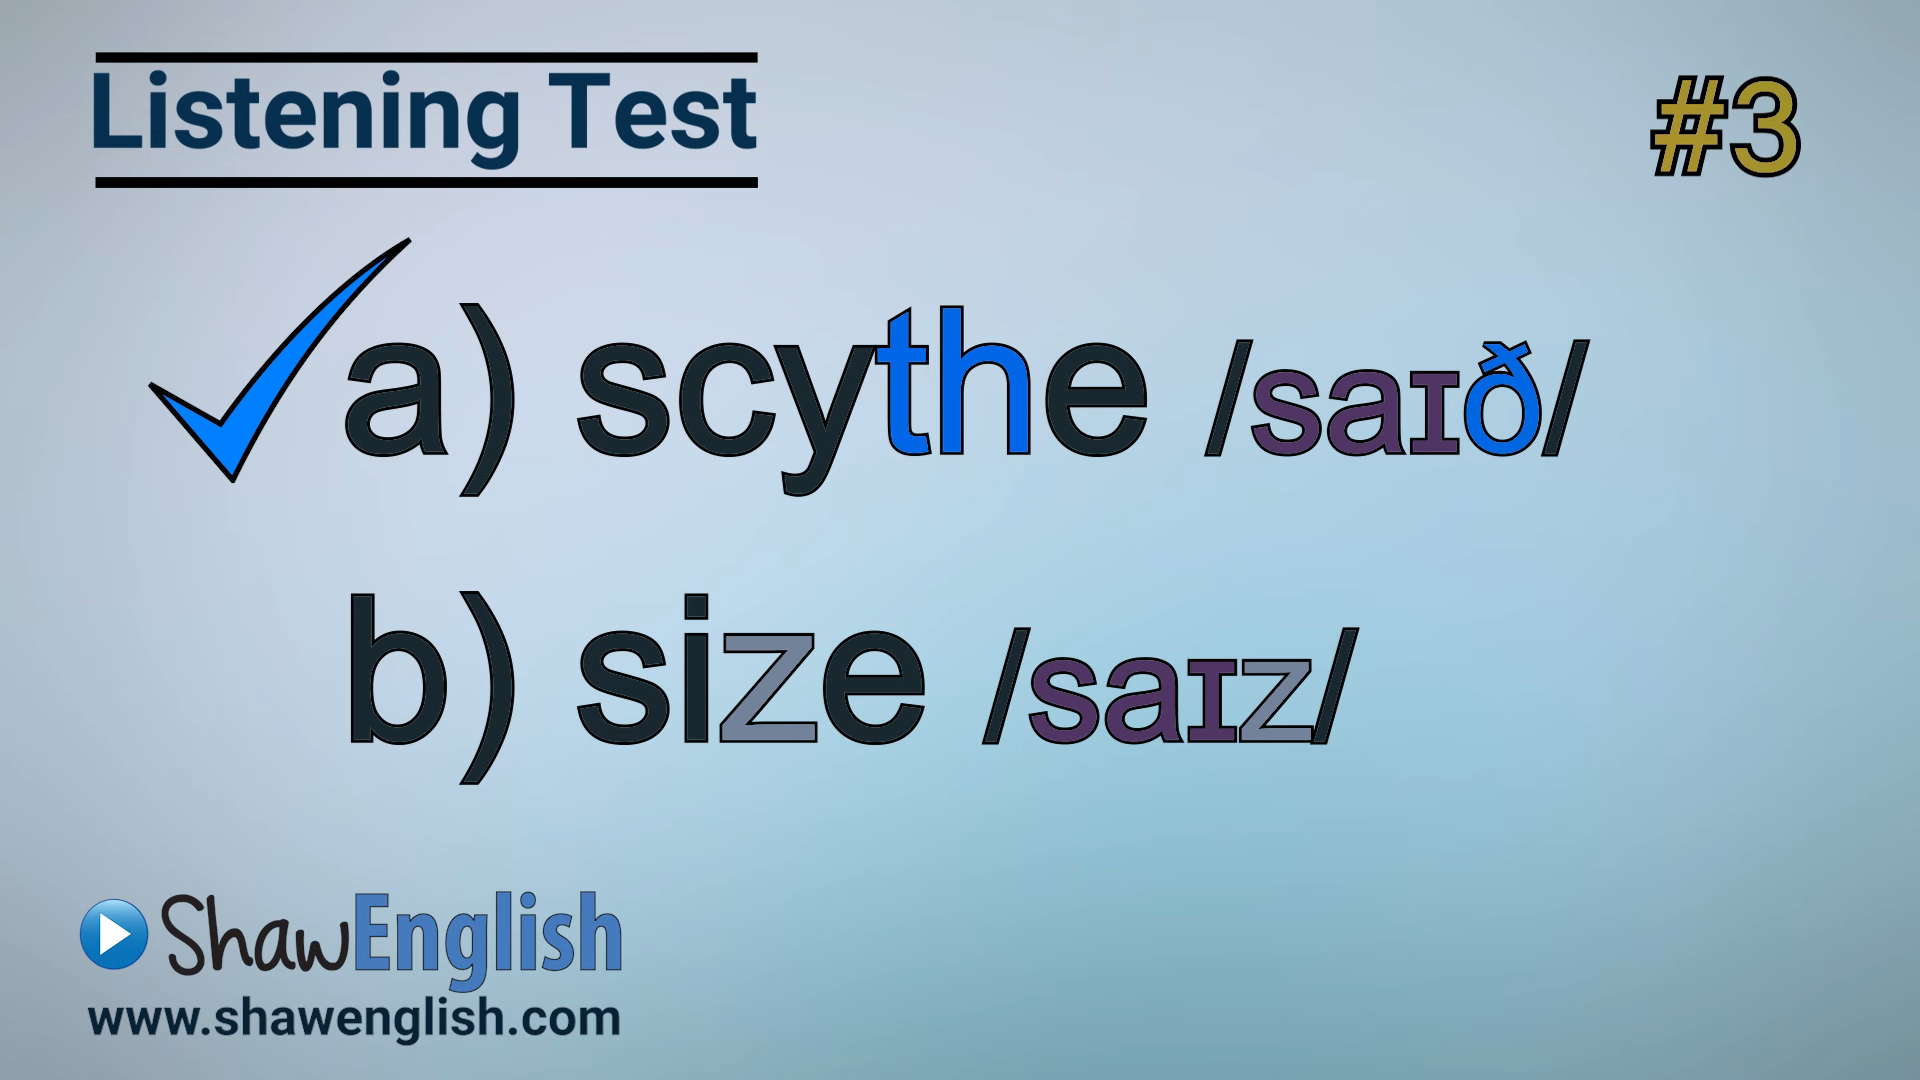 Listening Test
#3
a) scythe /saɪð/
b) size /saɪz/
ShawEnglish
www.shawenglish.com